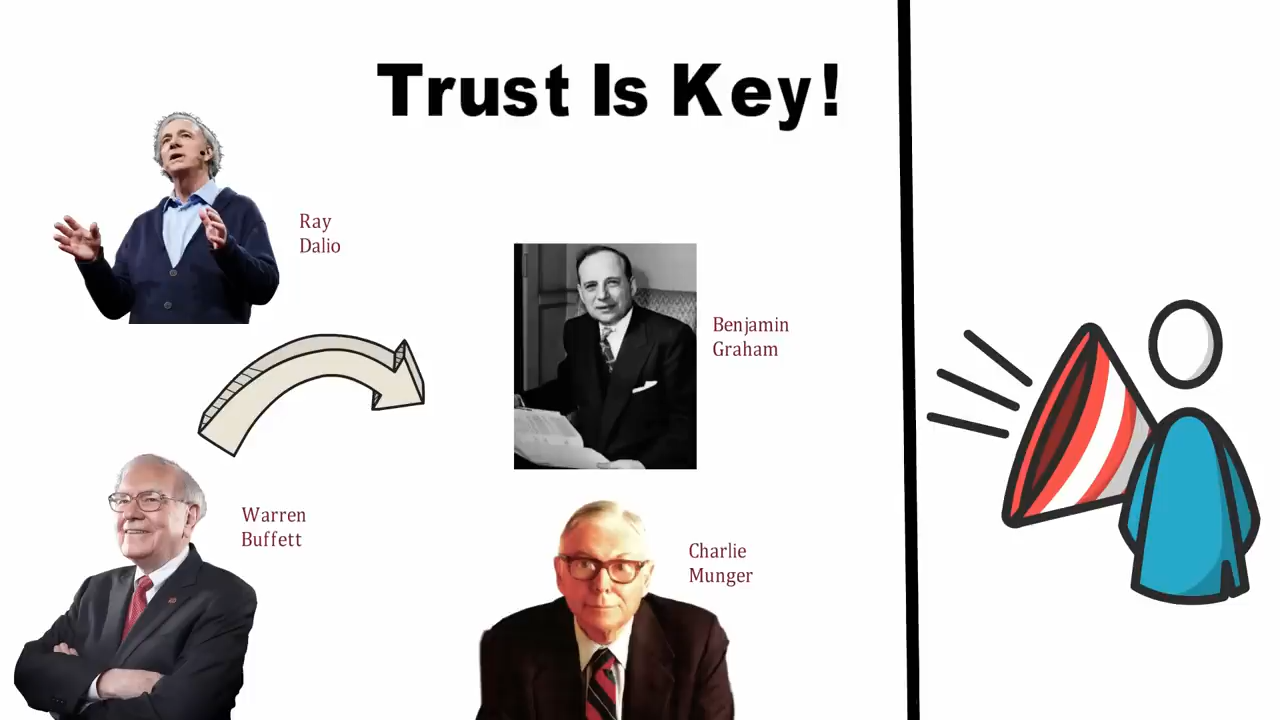 Trust Is Key!
Ray
Dalio
Benjamin
Graham
Warren
Buffett
Charlie
Munger